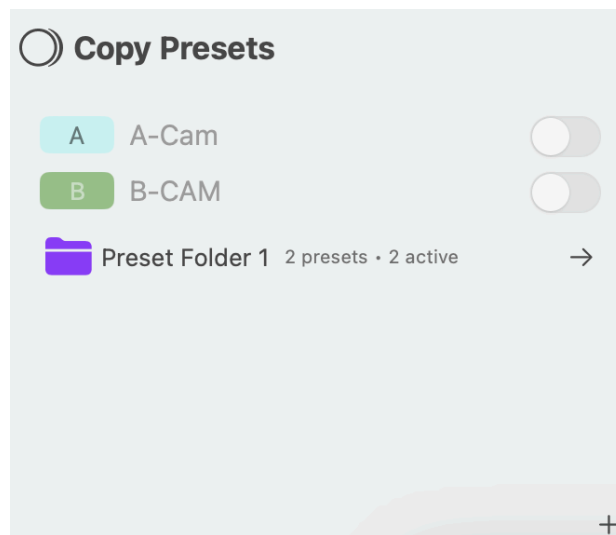 Copy Presets
A A-Cam
B B-CAM
Preset Folder 1 2 presets • 2 active